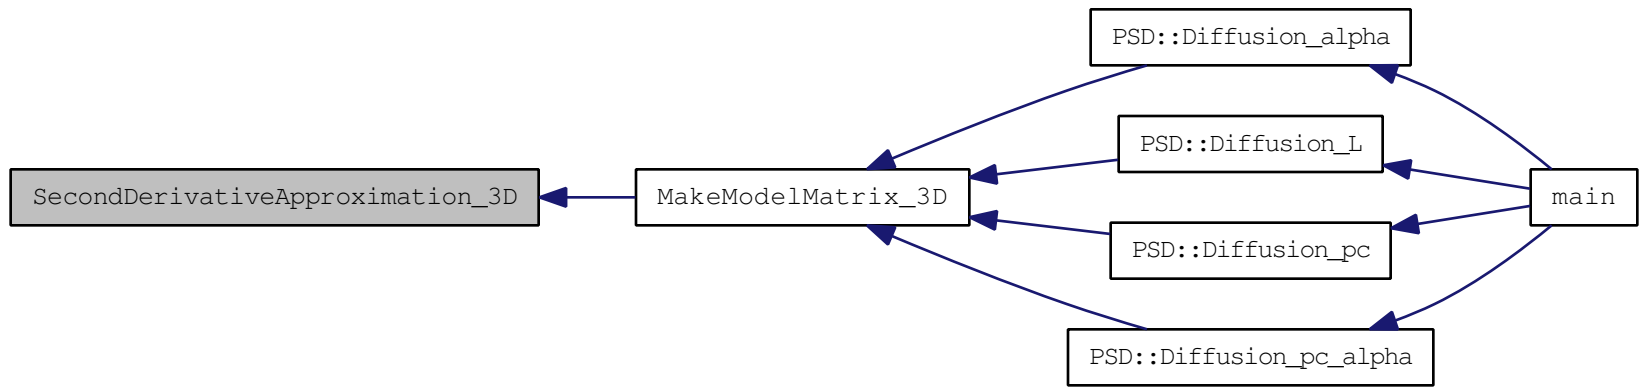 PSD::Diffusion_alpha
PSD::Diffusion_L
SecondDerivativeApproximation_3D
MakeModelMatrix_3D
main
PSD::Diffusion_pc
PSD::Diffusion_pc_alpha